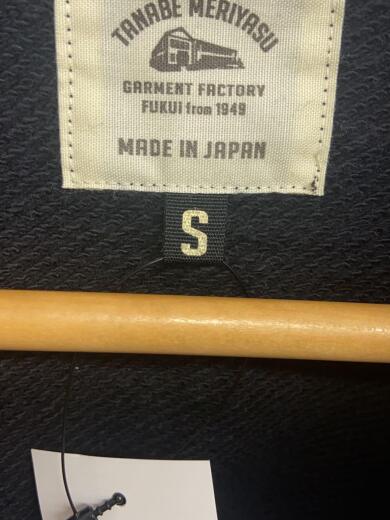 TANABE MERIYASU
GARMENT FACTORY
FUKUI from 1949
MADE IN JAPAN
S